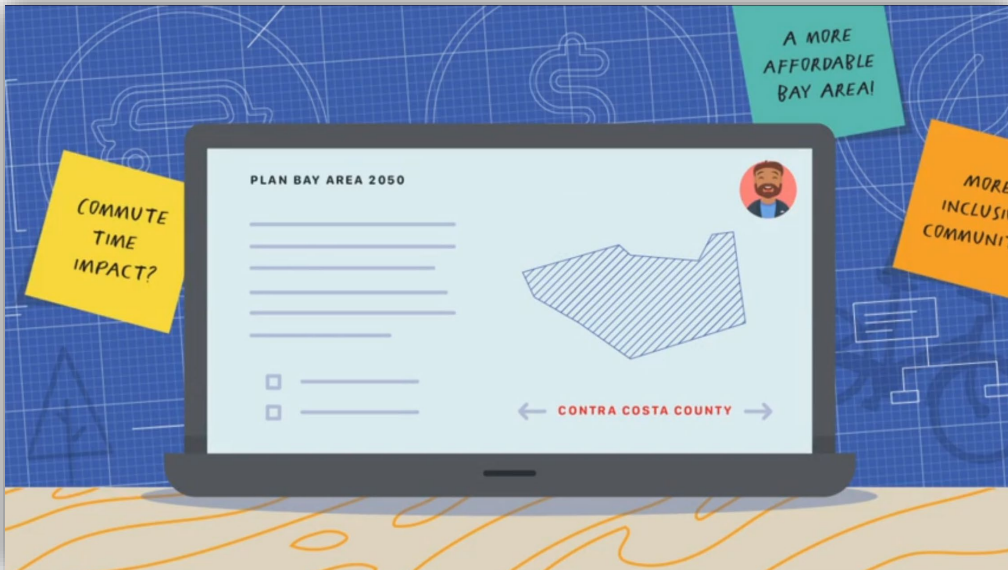 A MORE
AFFORDABLE
BAY AREA!
COMMUTE
TIME
IMPACT?
PLAN BAY AREA 2050
CONTRA COSTA COUNTY
MORE